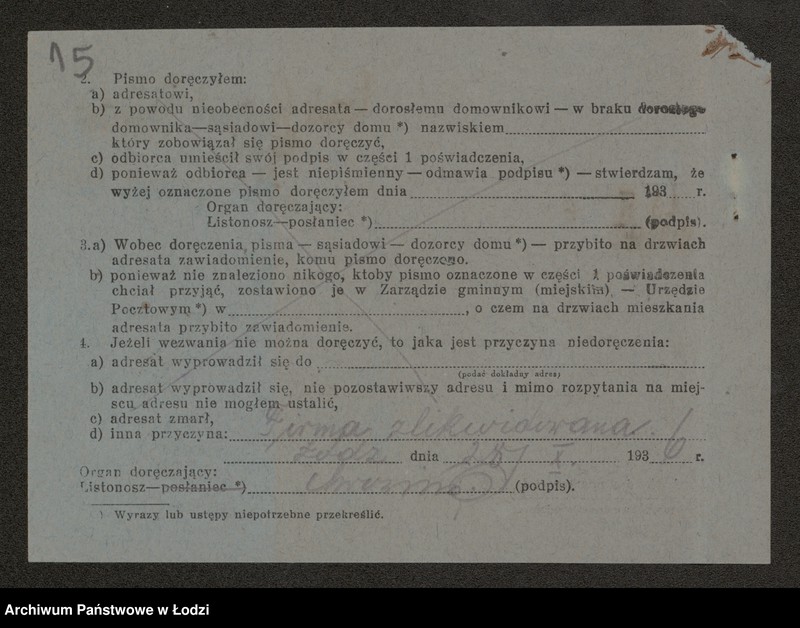 15
2. Pismo doręczyłem:
a) adresatowi,
b) z powodu nieobecności adresata — dorosłemu domownikowi — w braku dorosłego
domownika—sąsiadowi—dozorcy domu *) nazwiskiem
który zobowiązał się pismo doręczyć,
c) odbiorca umieścił swój podpis w części 1 poświadczenia,
d) ponieważ odbiorca — jest niepiśmienny — odmawia podpisu *) — stwierdzam, że
wyżej oznaczone pismo doręczyłem dnia 193 r.
Organ doręczający:
Listonosz—posłaniec *) (podpis).
3.a) Wobec doręczenia pisma — sąsiadowi — dozorcy domu *) — przybito na drzwiach
adresata zawiadomienie, komu pismo doręczono.
b) ponieważ nie znaleziono nikogo, ktoby pismo oznaczone w części 1 poświadczenia
chciał przyjąć, zostawiono je w Zarządzie gminnym (miejskim) — Urzędzie
Pocztowym *) w , o czem na drzwiach mieszkania
adresata przybito zawiadomienie.
4. Jeżeli wezwania nie można doręczyć, to jaka jest przyczyna niedoręczenia:
a) adresat wyprowadził się do
(podać dokładny adres)
b) adresat wyprowadził się, nie pozostawiwszy adresu i mimo rozpytania na miej-
scu adresu nie mogłem ustalić,
c) adresat zmarł,
d) inna przyczyna: Firma zlikwidowana.
Łódź dnia 25/X. 1936 r.
Organ doręczający:
Listonosz—posłaniec *) (podpis).
*) Wyrazy lub ustępy niepotrzebne przekreślić.
Archiwum Państwowe w Łodzi